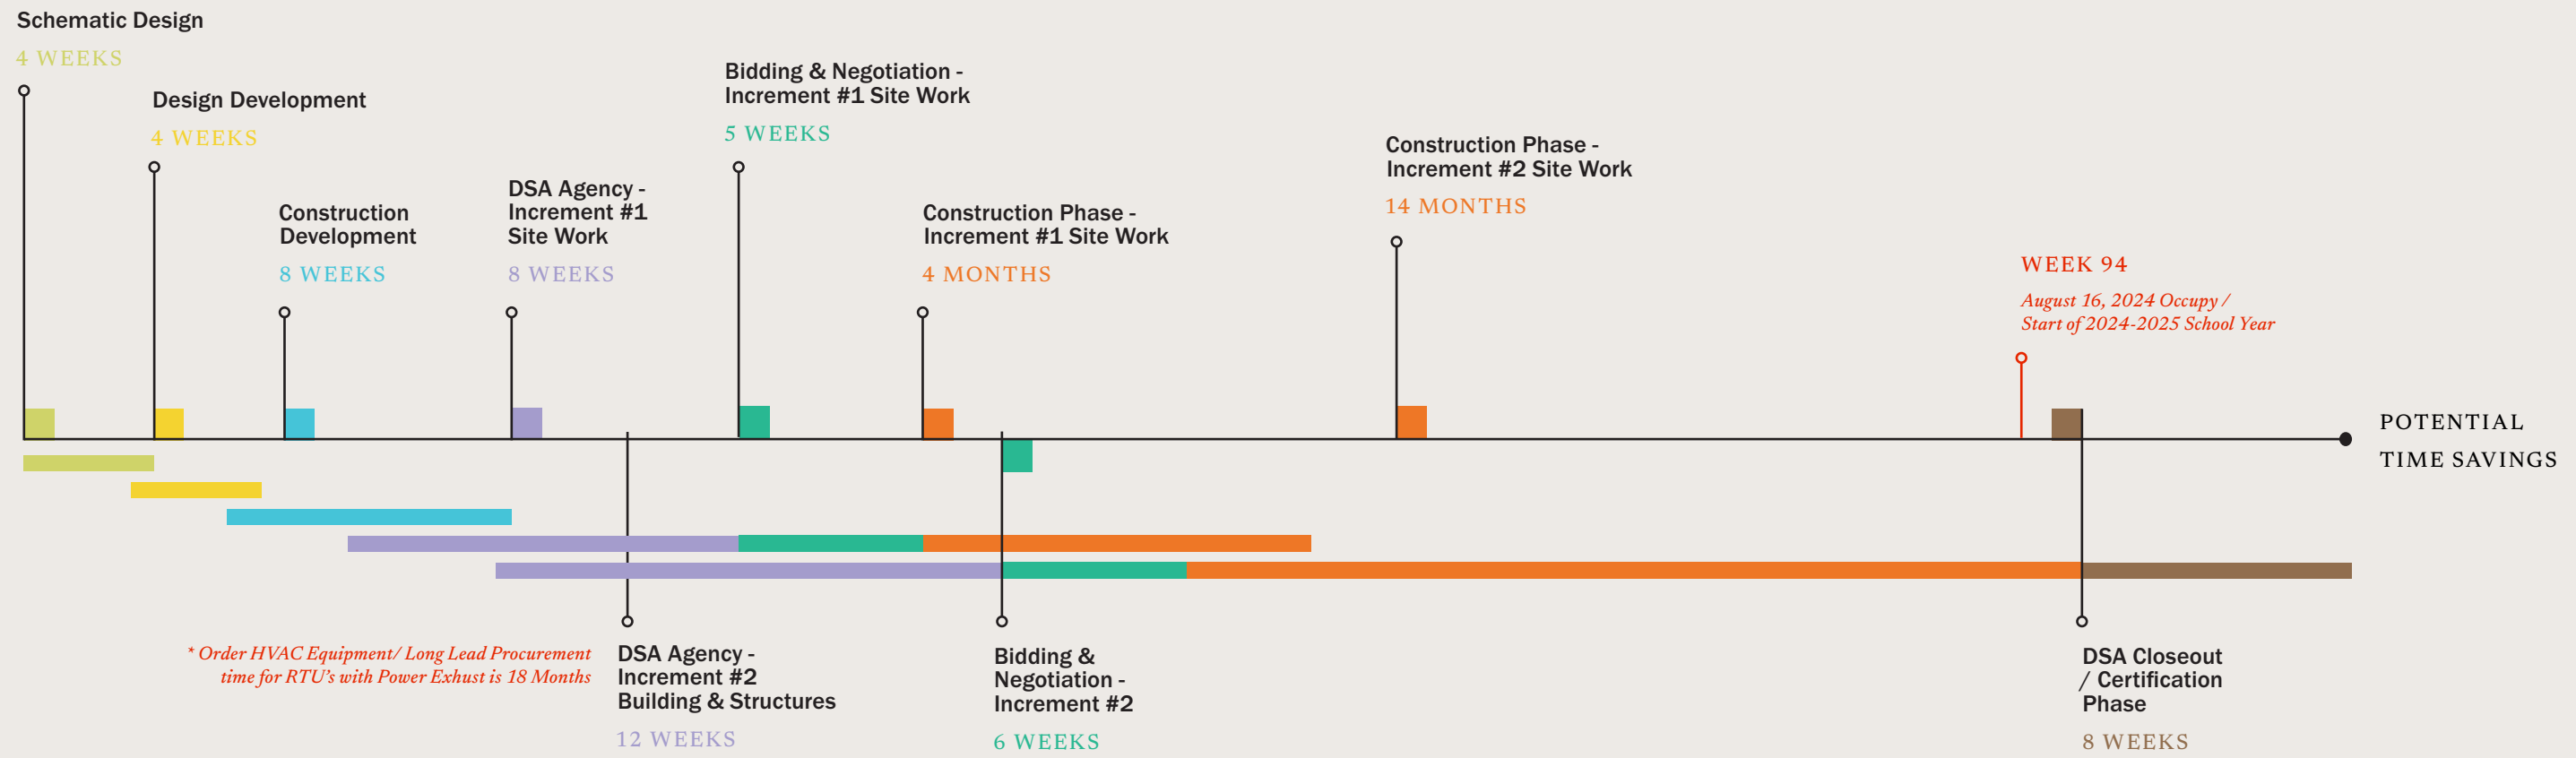 Schematic Design
4 WEEKS
Design Development
4 WEEKS
Construction
Development
8 WEEKS
DSA Agency -
Increment #1
Site Work
8 WEEKS
Bidding & Negotiation -
Increment #1 Site Work
5 WEEKS
Construction Phase -
Increment #1 Site Work
4 MONTHS
Construction Phase -
Increment #2 Site Work
14 MONTHS
WEEK 94
August 16, 2024 Occupy /
Start of 2024-2025 School Year
POTENTIAL
TIME SAVINGS
* Order HVAC Equipment/ Long Lead Procurement
time for RTU's with Power Exhust is 18 Months
DSA Agency -
Increment #2
Building & Structures
12 WEEKS
Bidding &
Negotiation -
Increment #2
6 WEEKS
DSA Closeout
/ Certification
Phase
8 WEEKS